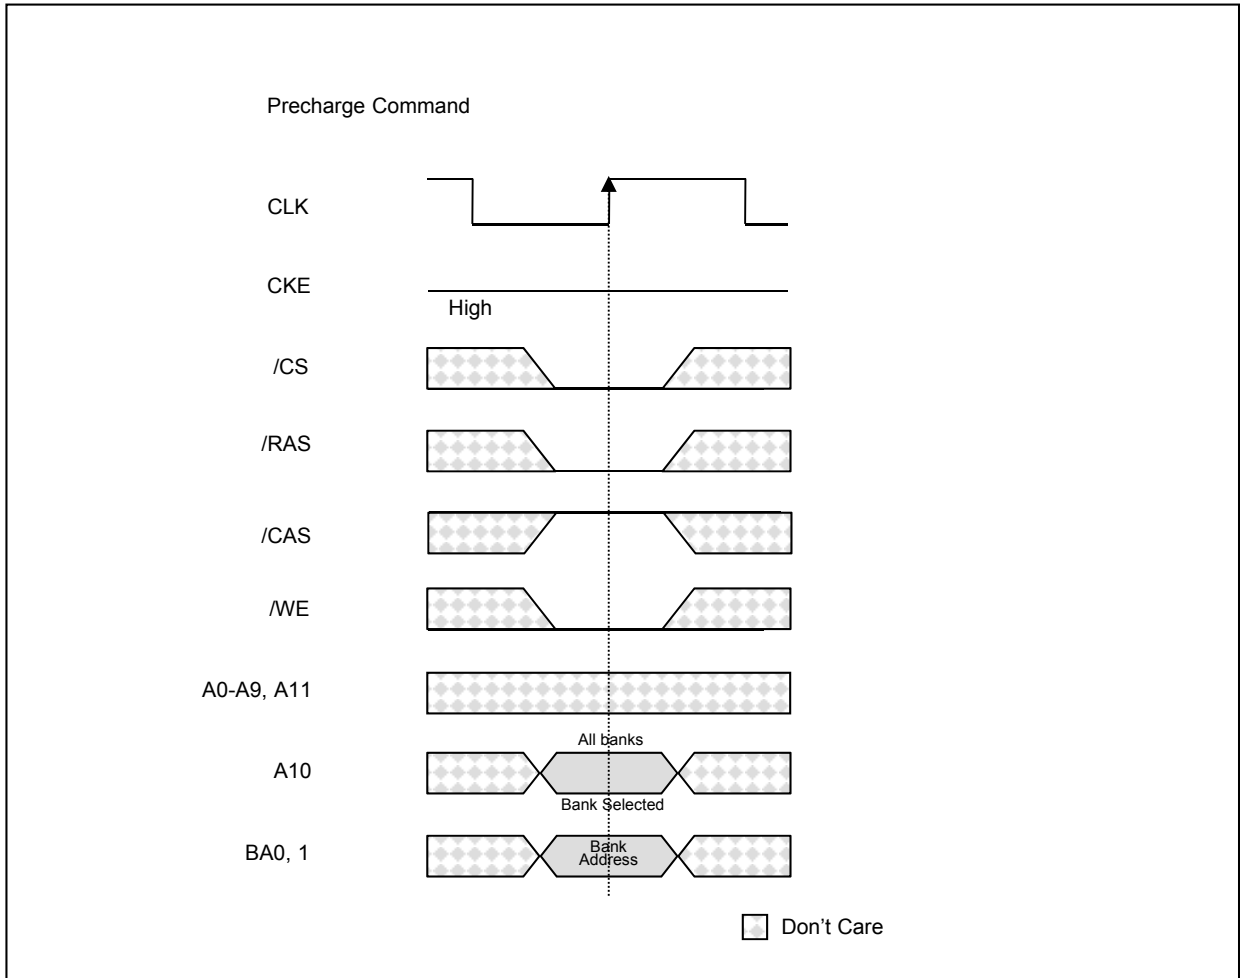 Precharge Command
CLK
CKE
High
/CS
/RAS
/CAS
/WE
A0-A9, A11
All banks
A10
Bank Selected
BA0, 1
Bank
Address
Don't Care